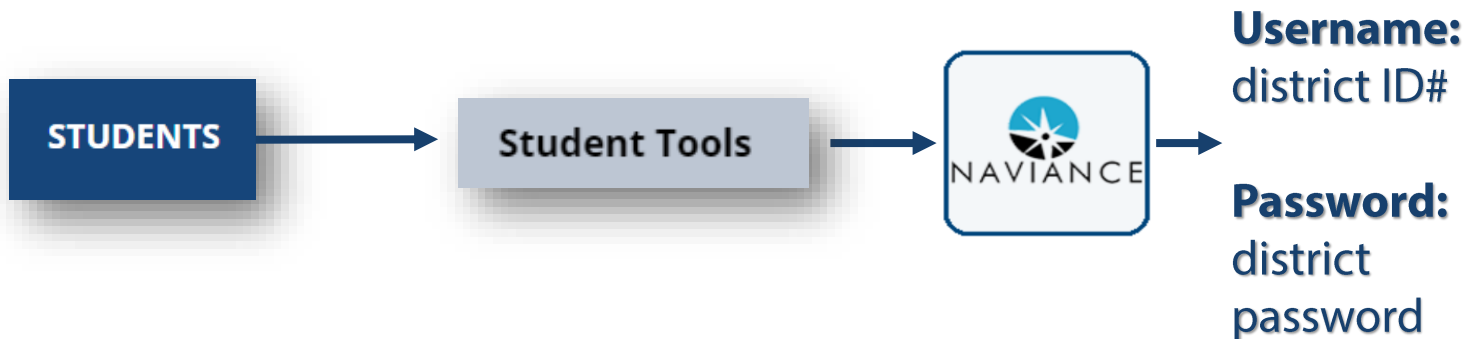 STUDENTS
Student Tools
NAVIANCE
Username:
district ID#
Password:
district
password